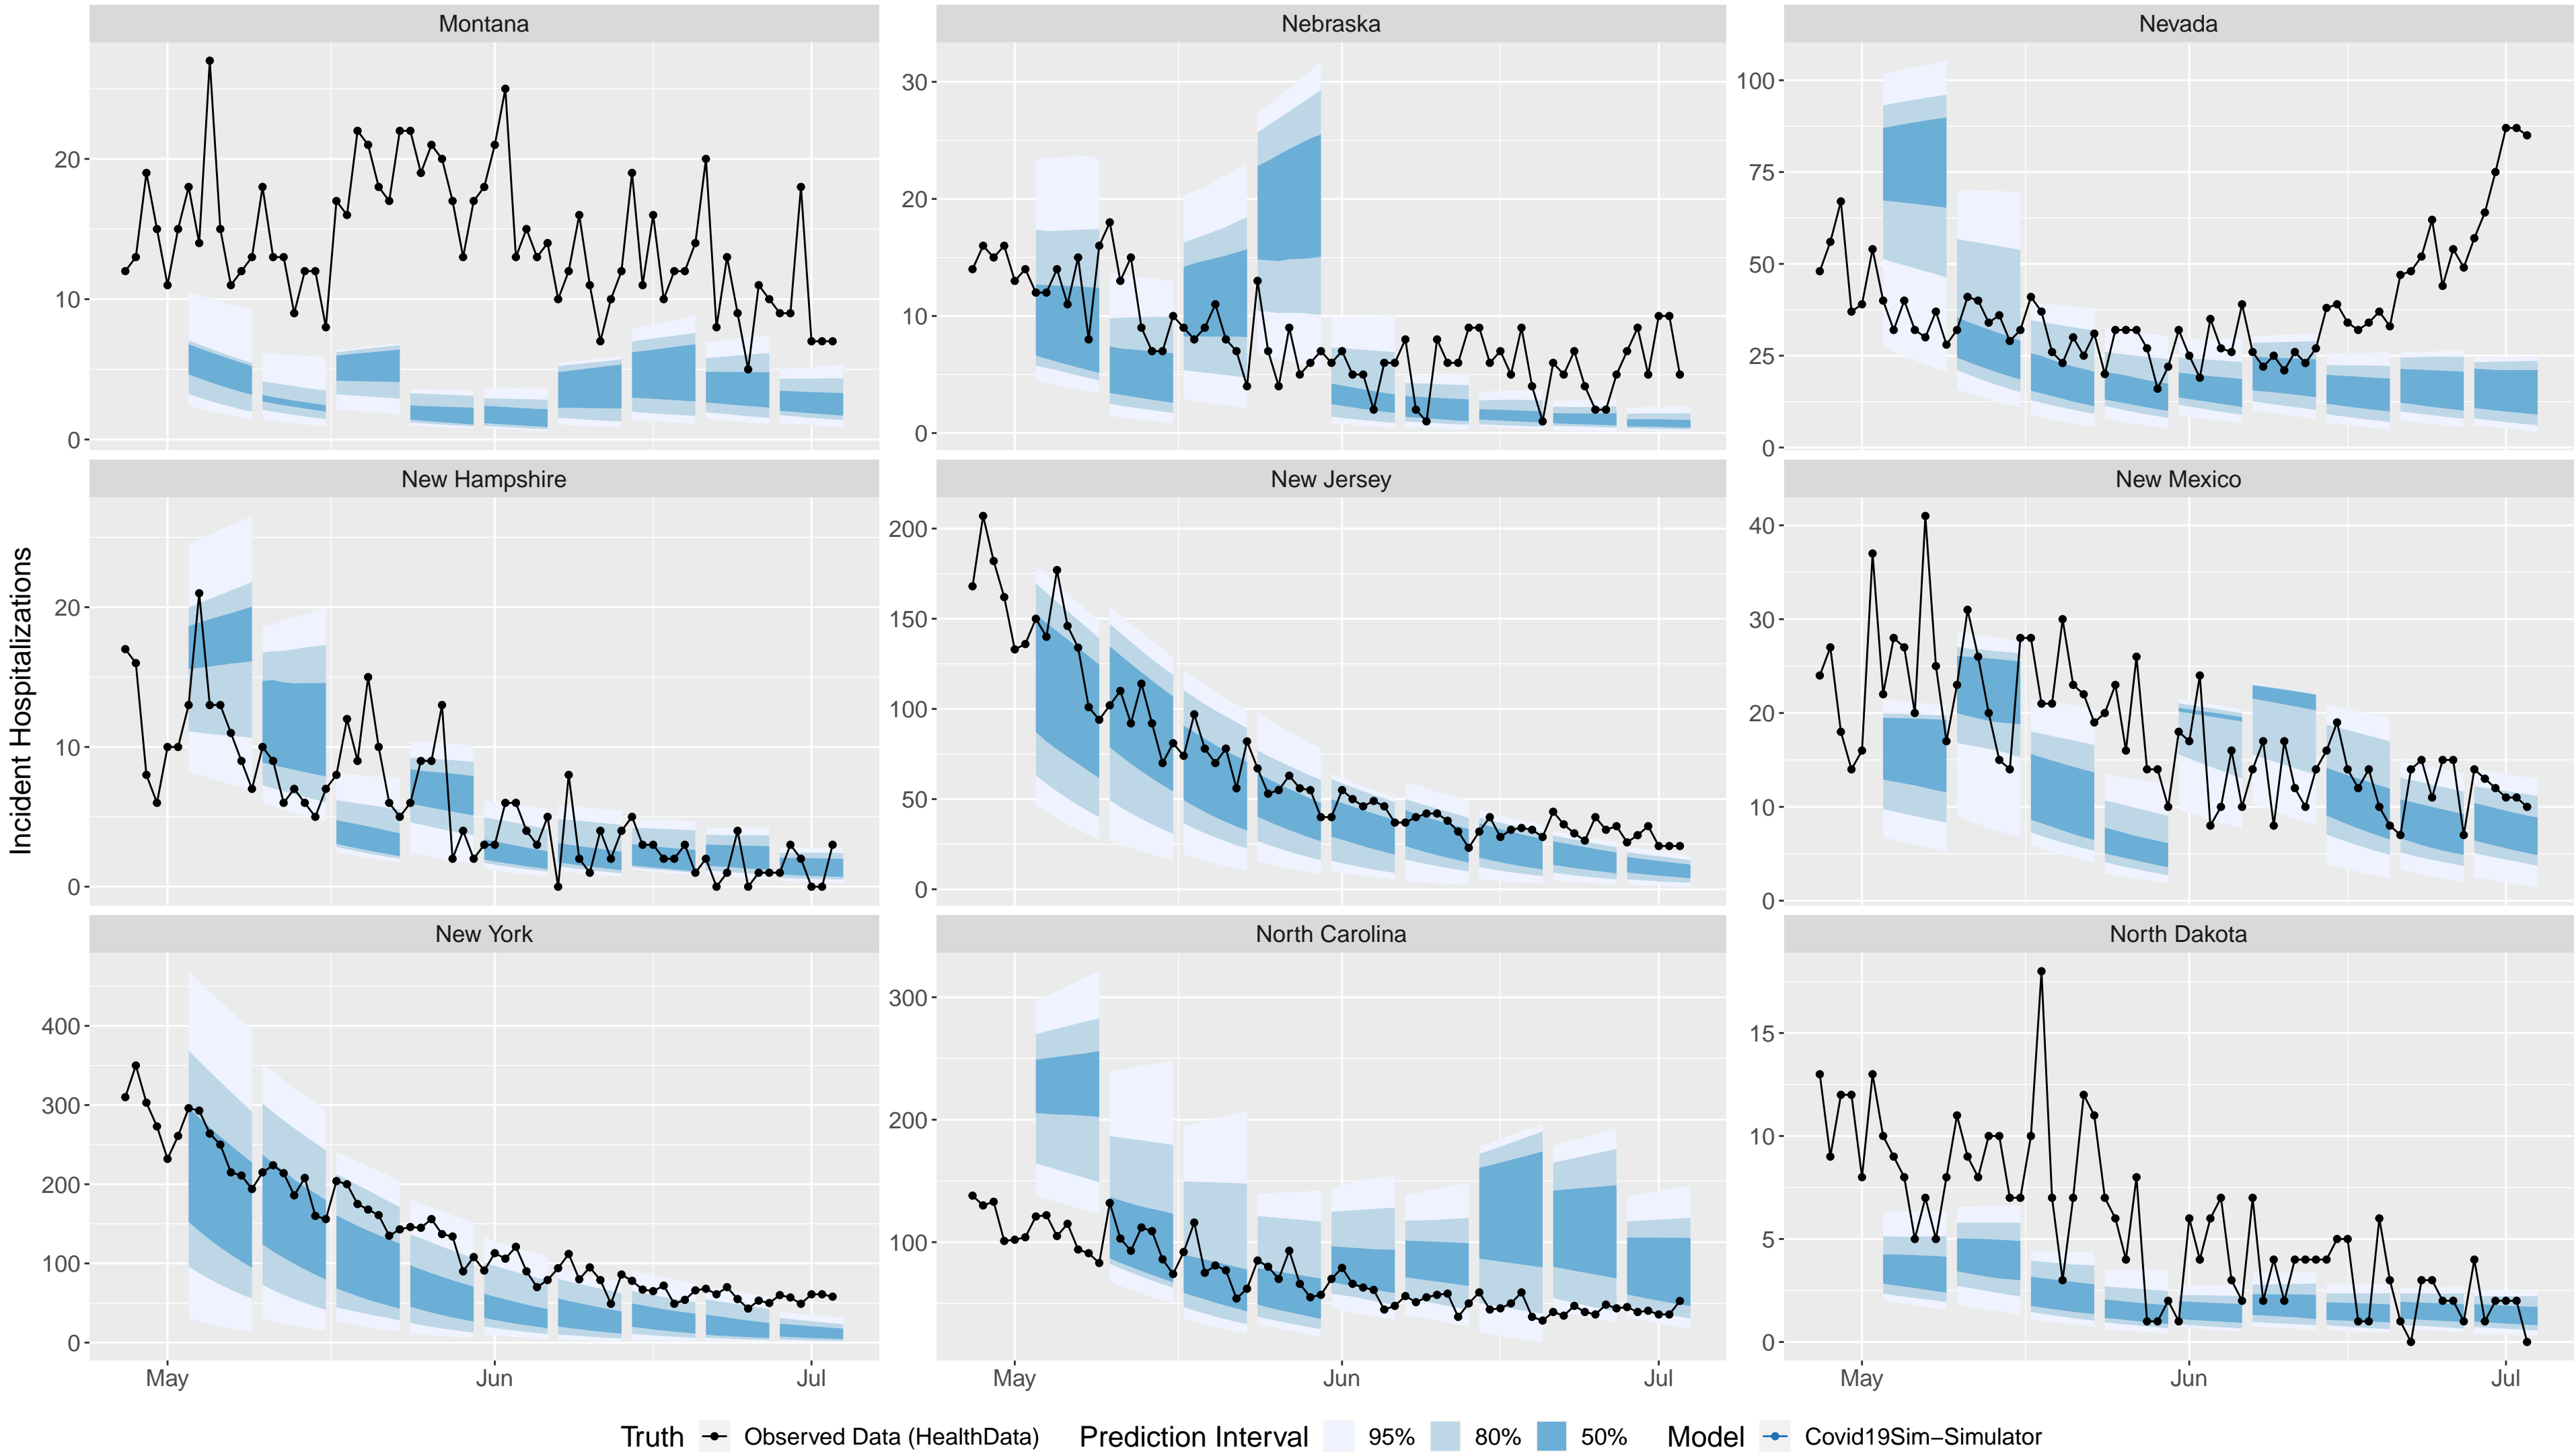 Montana
Nebraska
Nevada
20
10
0
30
20
10
0
100
75
50
25
0
New Hampshire
New Jersey
New Mexico
20
10
0
200
150
100
50
0
40
30
20
10
0
Incident Hospitalizations
New York
North Carolina
North Dakota
400
300
200
100
0
300
200
100
15
10
5
0
May Jun Jul
May Jun Jul
May Jun Jul
Truth Observed Data (HealthData) Prediction Interval 95% 80% 50% Model Covid19Sim−Simulator